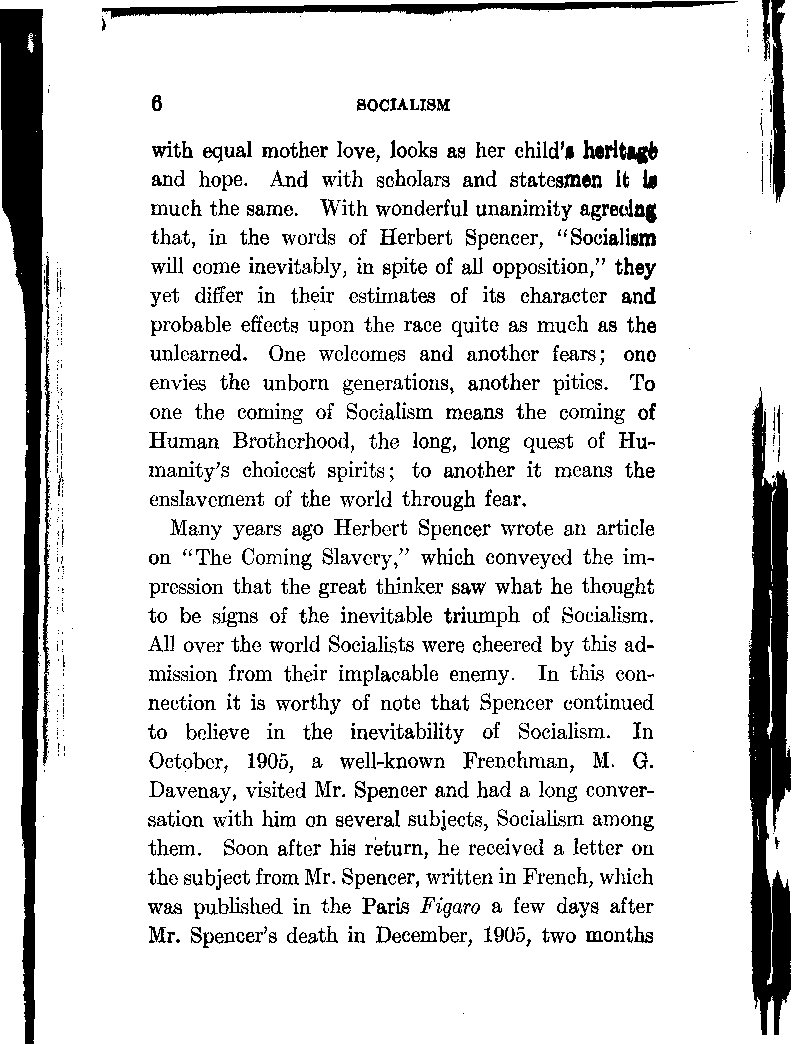 6 SOCIALISM
with equal mother love, looks as her child's heritage
and hope. And with scholars and statesmen it is
much the same. With wonderful unanimity agreeing
that, in the words of Herbert Spencer, "Socialism
will come inevitably, in spite of all opposition," they
yet differ in their estimates of its character and
probable effects upon the race quite as much as the
unlearned. One welcomes and another fears; one
envies the unborn generations, another pities. To
one the coming of Socialism means the coming of
Human Brotherhood, the long, long quest of Hu-
manity's choicest spirits; to another it means the
enslavement of the world through fear.
Many years ago Herbert Spencer wrote an article
on "The Coming Slavery," which conveyed the im-
pression that the great thinker saw what he thought
to be signs of the inevitable triumph of Socialism.
All over the world Socialists were cheered by this ad-
mission from their implacable enemy. In this con-
nection it is worthy of note that Spencer continued
to believe in the inevitability of Socialism. In
October, 1905, a well-known Frenchman, M. G.
Davenay, visited Mr. Spencer and had a long conver-
sation with him on several subjects, Socialism among
them. Soon after his return, he received a letter on
the subject from Mr. Spencer, written in French, which
was published in the Paris Figaro a few days after
Mr. Spencer's death in December, 1905, two months